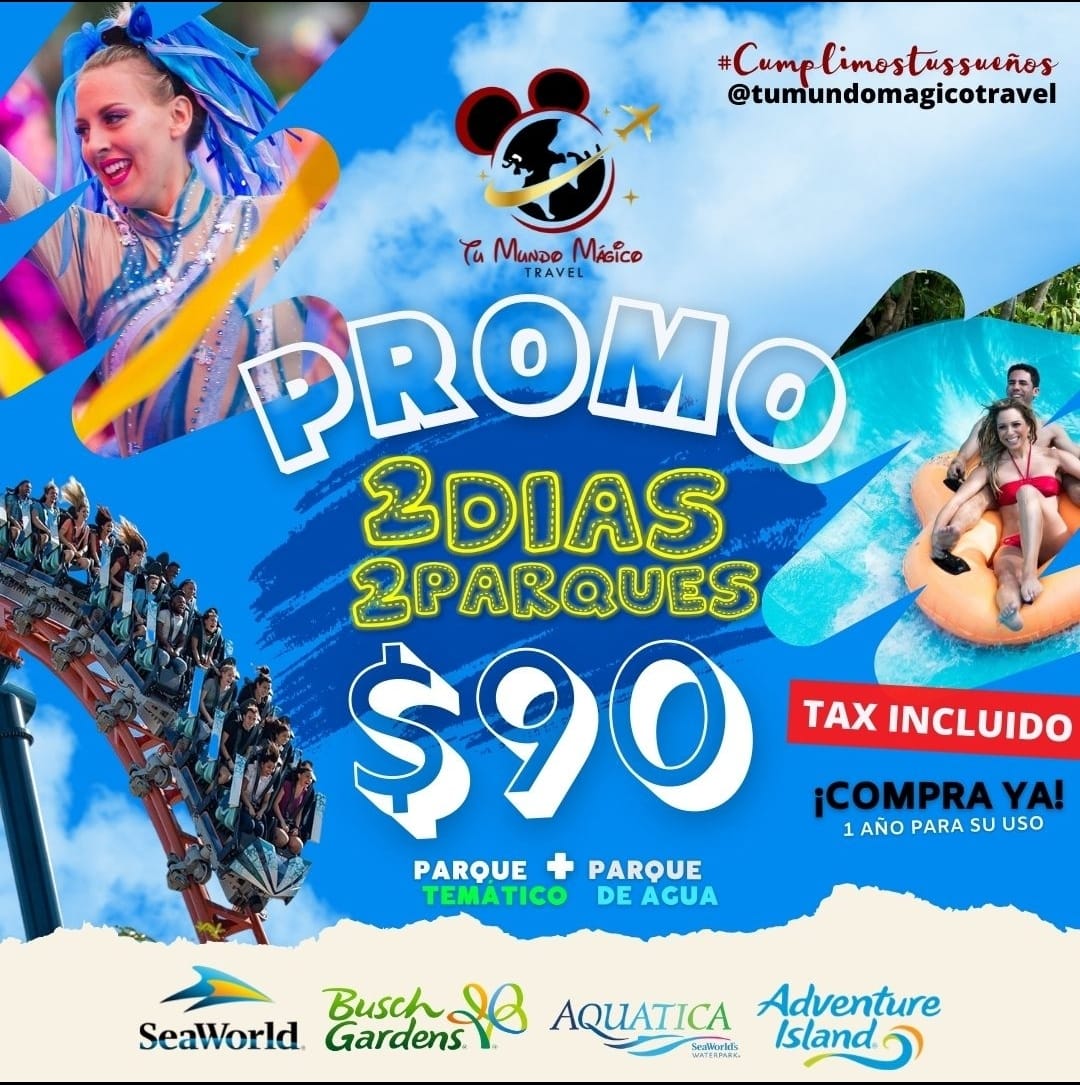 #Cumplimostussueños
@tumundomagicotravel
Tu Mundo Mágico
TRAVEL
PROMO
2DIAS
2PARQUES
$90
TAX INCLUIDO
¡COMPRA YA!
1 AÑO PARA SU USO
PARQUE + PARQUE
TEMÁTICO DE AGUA
SeaWorld
Busch
Gardens
AQUATICA
SeaWorld's
WATERPARK
Adventure
Island